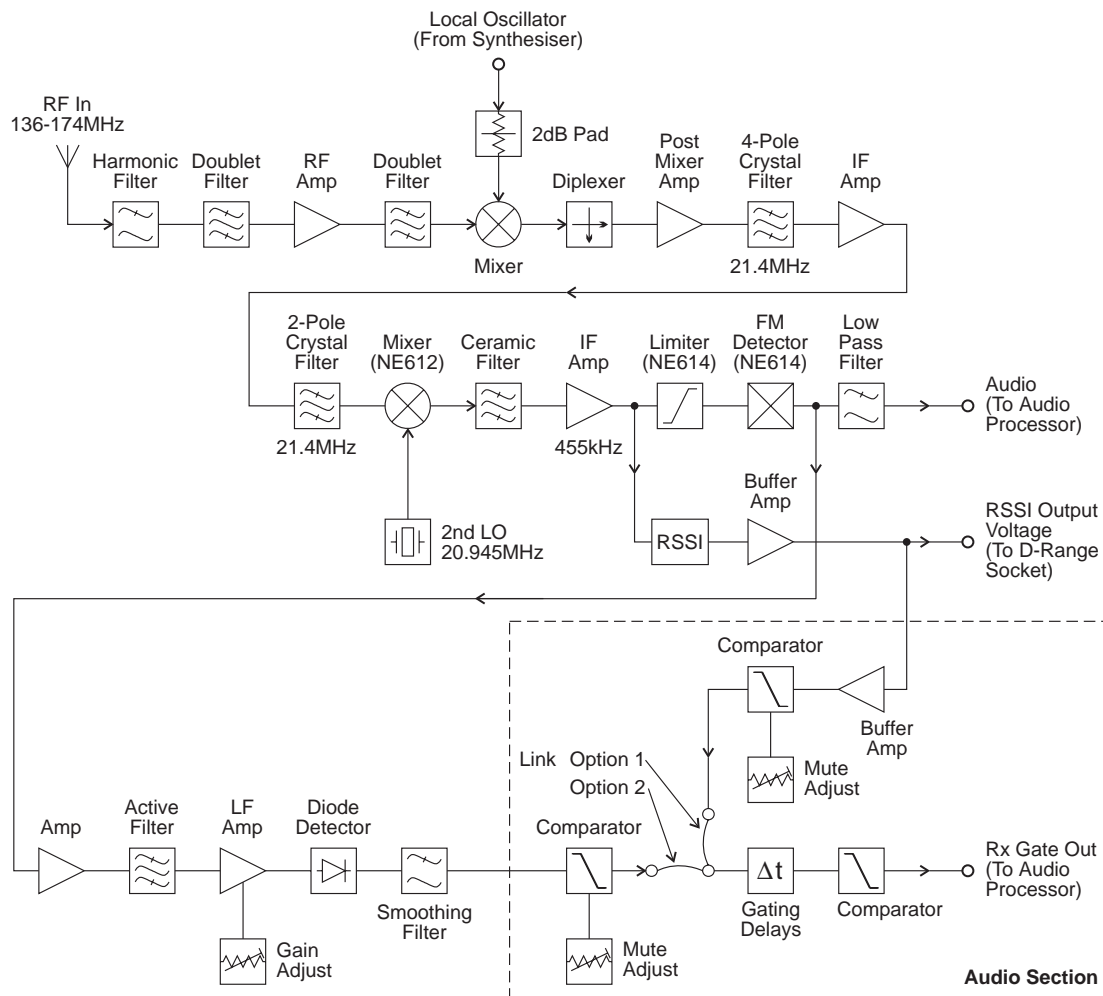 Local Oscillator
(From Synthesiser)
RF In
136-174MHz
2dB Pad
Harmonic
Filter
Doublet
Filter
RF
Amp
Doublet
Filter
Mixer
Diplexer
Post
Mixer
Amp
4-Pole
Crystal
Filter
21.4MHz
IF
Amp
2-Pole
Crystal
Filter
21.4MHz
Mixer
(NE612)
Ceramic
Filter
IF
Amp
455kHz
Limiter
(NE614)
FM
Detector
(NE614)
Low
Pass
Filter
Audio
(To Audio
Processor)
2nd LO
20.945MHz
RSSI
Buffer
Amp
RSSI Output
Voltage
(To D-Range
Socket)
Comparator
Buffer
Amp
Mute
Adjust
Link Option 1
Option 2
Amp
Active
Filter
LF
Amp
Gain
Adjust
Diode
Detector
Smoothing
Filter
Comparator
Mute
Adjust
Δt
Gating
Delays
Comparator
Rx Gate Out
(To Audio
Processor)
Audio Section